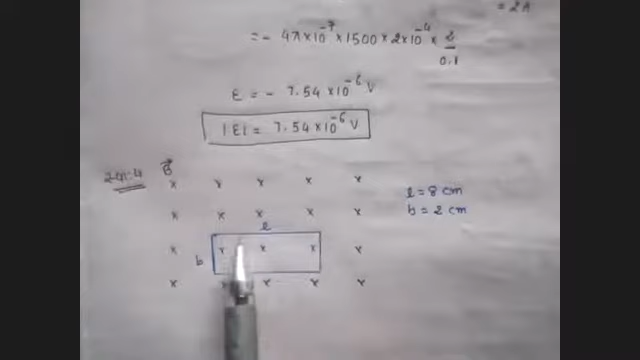 = 2A
= - 4π×10⁻⁷ × 1500 × 2×10⁻⁴ × 2/0.1
ε = - 7.54 ×10⁻⁶ V
|ε| = 7.54 ×10⁻⁶ V
B⃗
x x x x x
l = 8 cm
x x x x x
b = 2 cm
l
x x x x x
b
x x x x x